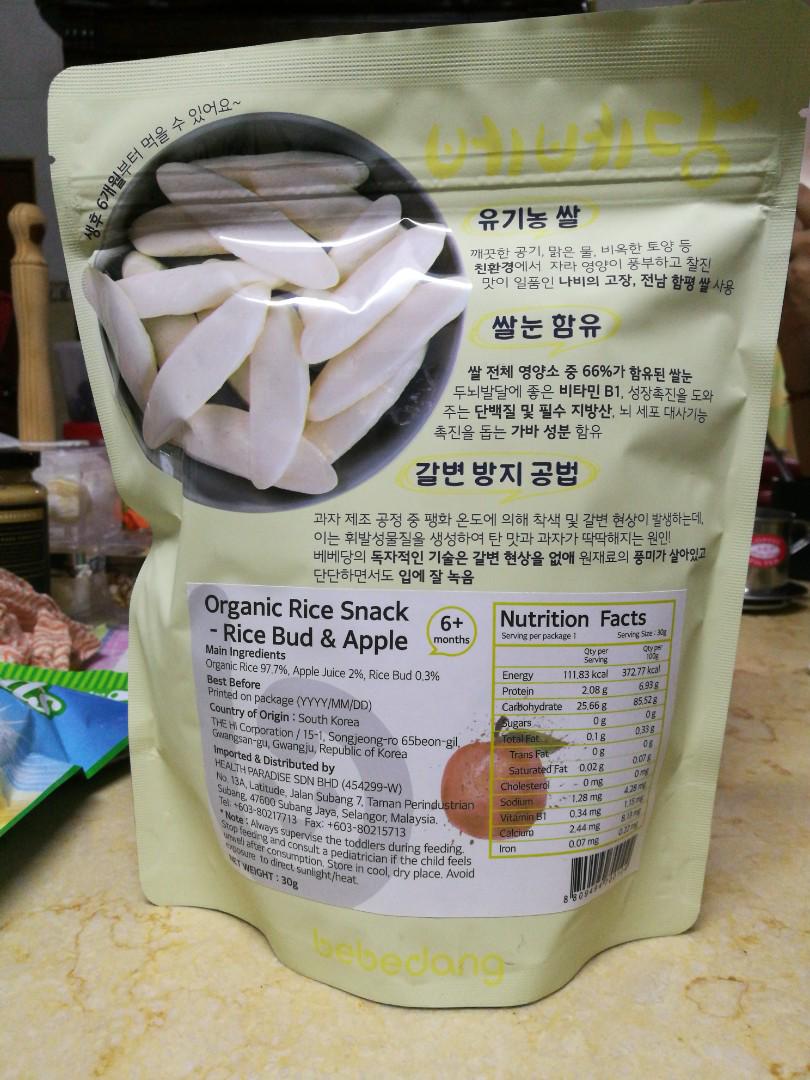 생후 6개월부터 먹을 수 있어요~
베베당
유기농 쌀
깨끗한 공기, 맑은 물, 비옥한 토양 등
친환경에서 자라 영양이 풍부하고 찰진
맛이 일품인 나비의 고장, 전남 함평 쌀 사용
쌀눈 함유
쌀 전체 영양소 중 66%가 함유된 쌀눈
두뇌발달에 좋은 비타민 B1, 성장촉진을 도와
주는 단백질 및 필수 지방산, 뇌 세포 대사기능
촉진을 돕는 가바 성분 함유
갈변 방지 공법
과자 제조 공정 중 팽화 온도에 의해 착색 및 갈변 현상이 발생하는데,
이는 휘발성물질을 생성하여 탄 맛과 과자가 딱딱해지는 원인!
베베당의 독자적인 기술은 갈변 현상을 없애 원재료의 풍미가 살아있고
단단하면서도 입에 잘 녹음
Organic Rice Snack
- Rice Bud & Apple
6+
months
Main Ingredients
Organic Rice 97.7%, Apple Juice 2%, Rice Bud 0.3%
Best Before
Printed on package (YYYY/MM/DD)
Country of Origin : South Korea
THE HI Corporation / 15-1, Songjeong-ro 65beon-gil,
Gwangsan-gu, Gwangju, Republic of Korea
Imported & Distributed by
HEALTH PARADISE SDN BHD (454299-W)
No. 13A, Latitude, Jalan Subang 7, Taman Perindustrian
Subang, 47600 Subang Jaya, Selangor, Malaysia.
Tel: +603-80217713 Fax: +603-80215713
* Note : Always supervise the toddlers during feeding.
Stop feeding and consult a pediatrician if the child feels
unwell after consumption. Store in cool, dry place. Avoid
exposure to direct sunlight/heat.
NET WEIGHT : 30g
Nutrition Facts
Serving per package 1 Serving Size : 30g
Qty per Serving Qty per 100g
Energy 111.83 kcal 372.77 kcal
Protein 2.08 g 6.93 g
Carbohydrate 25.66 g 85.52 g
Sugars 0 g 0 g
Total Fat 0.1 g 0.33 g
Trans Fat 0 g 0 g
Saturated Fat 0.02 g 0.07 g
Cholesterol 0 mg 0 mg
Sodium 1.28 mg 4.28 mg
Vitamin B1 0.34 mg 1.15 mg
Calcium 2.44 mg 8.13 mg
Iron 0.07 mg
bebedang